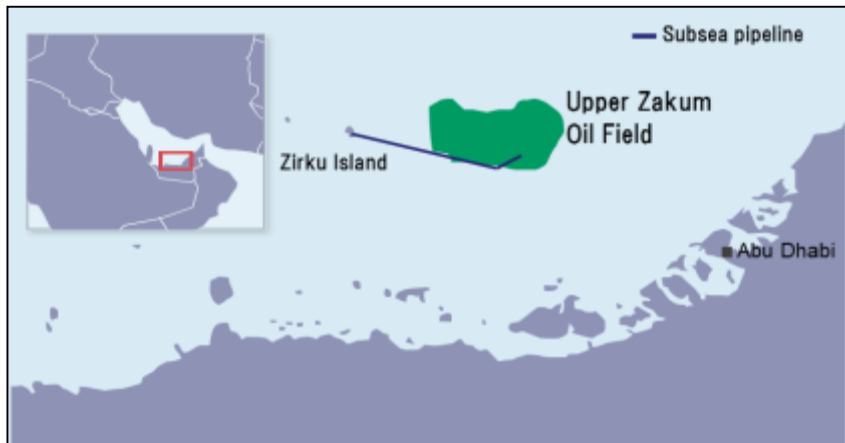 Subsea pipeline
Upper Zakum
Oil Field
Zirku Island
Abu Dhabi